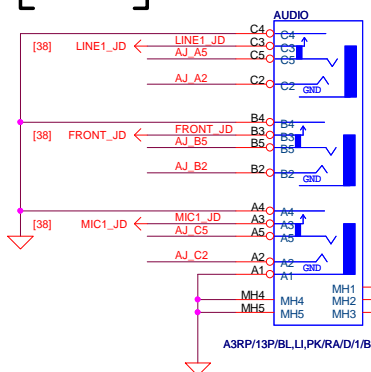 AUDIO
C4 C4
[38] LINE1_JD LINE1_JD C3 C3
AJ_A5 C5 C5
AJ_A2 C2 C2
GND
B4 B4
[38] FRONT_JD FRONT_JD B3 B3
AJ_B5 B5 B5
AJ_B2 B2 B2
GND
A4 A4
[38] MIC1_JD MIC1_JD A3 A3
AJ_C5 A5 A5
AJ_C2 A2 A2
GND
A1 A1
MH1
MH4 MH4 MH2
MH5 MH5 MH3
A3RP/13P/BL,LI,PK/RA/D/1/B